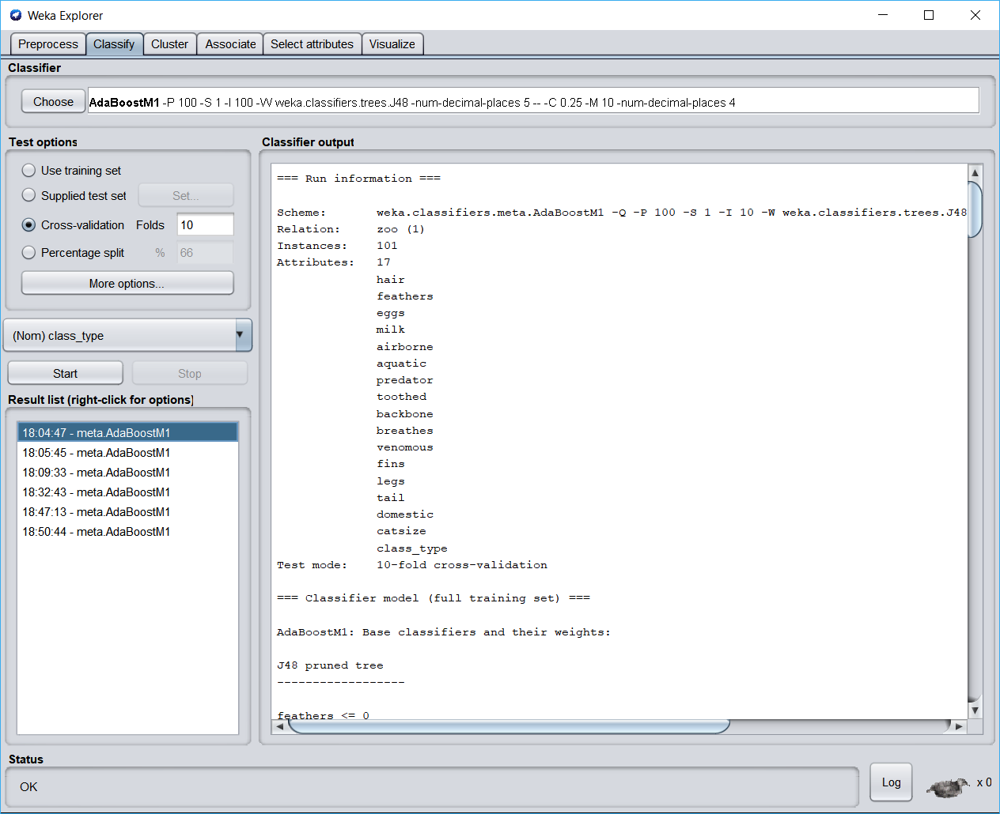 Weka Explorer
Preprocess Classify Cluster Associate Select attributes Visualize
Classifier
Choose AdaBoostM1 -P 100 -S 1 -I 100 -W weka.classifiers.trees.J48 -num-decimal-places 5 -- -C 0.25 -M 10 -num-decimal-places 4
Test options
Use training set
Supplied test set Set...
Cross-validation Folds 10
Percentage split % 66
More options...
(Nom) class_type
Start Stop
Result list (right-click for options)
18:04:47 - meta.AdaBoostM1
18:05:45 - meta.AdaBoostM1
18:09:33 - meta.AdaBoostM1
18:32:43 - meta.AdaBoostM1
18:47:13 - meta.AdaBoostM1
18:50:44 - meta.AdaBoostM1
Classifier output
=== Run information ===
Scheme: weka.classifiers.meta.AdaBoostM1 -Q -P 100 -S 1 -I 10 -W weka.classifiers.trees.J48
Relation: zoo (1)
Instances: 101
Attributes: 17
hair
feathers
eggs
milk
airborne
aquatic
predator
toothed
backbone
breathes
venomous
fins
legs
tail
domestic
catsize
class_type
Test mode: 10-fold cross-validation
=== Classifier model (full training set) ===
AdaBoostM1: Base classifiers and their weights:
J48 pruned tree
------------------
feathers <= 0
Status
OK
Log
x 0